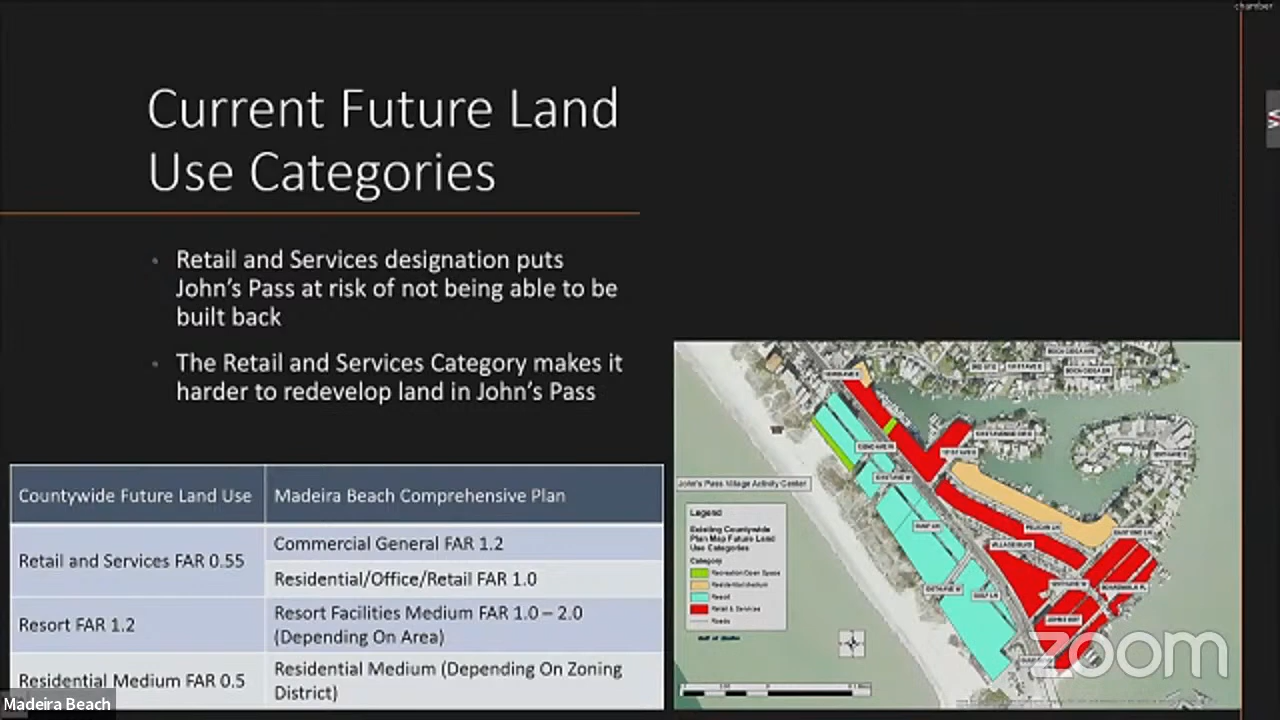 chamber
Current Future Land
Use Categories
Retail and Services designation puts
John's Pass at risk of not being able to be
built back
The Retail and Services Category makes it
harder to redevelop land in John's Pass
Countywide Future Land Use
Madeira Beach Comprehensive Plan
Retail and Services FAR 0.55
Commercial General FAR 1.2
Residential/Office/Retail FAR 1.0
Resort FAR 1.2
Resort Facilities Medium FAR 1.0 – 2.0
(Depending On Area)
Residential Medium FAR 0.5
Residential Medium (Depending On Zoning
District)
John's Pass Village Activity Center
Legend
Existing Countywide
Plan Map Future Land
Use Categories
Category
Recreation/Open Space
Residential Medium
Resort
Retail & Services
Roads
zoom
Madeira Beach